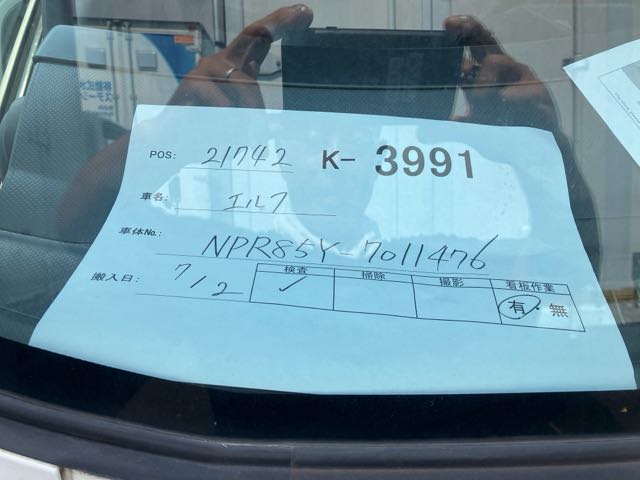 POS: 21742 K- 3991
車名: エルフ
車体No.: NPR85Y-7011476
搬入日: 7/2
検査 掃除 撮影 看板作業
✓ 有・無